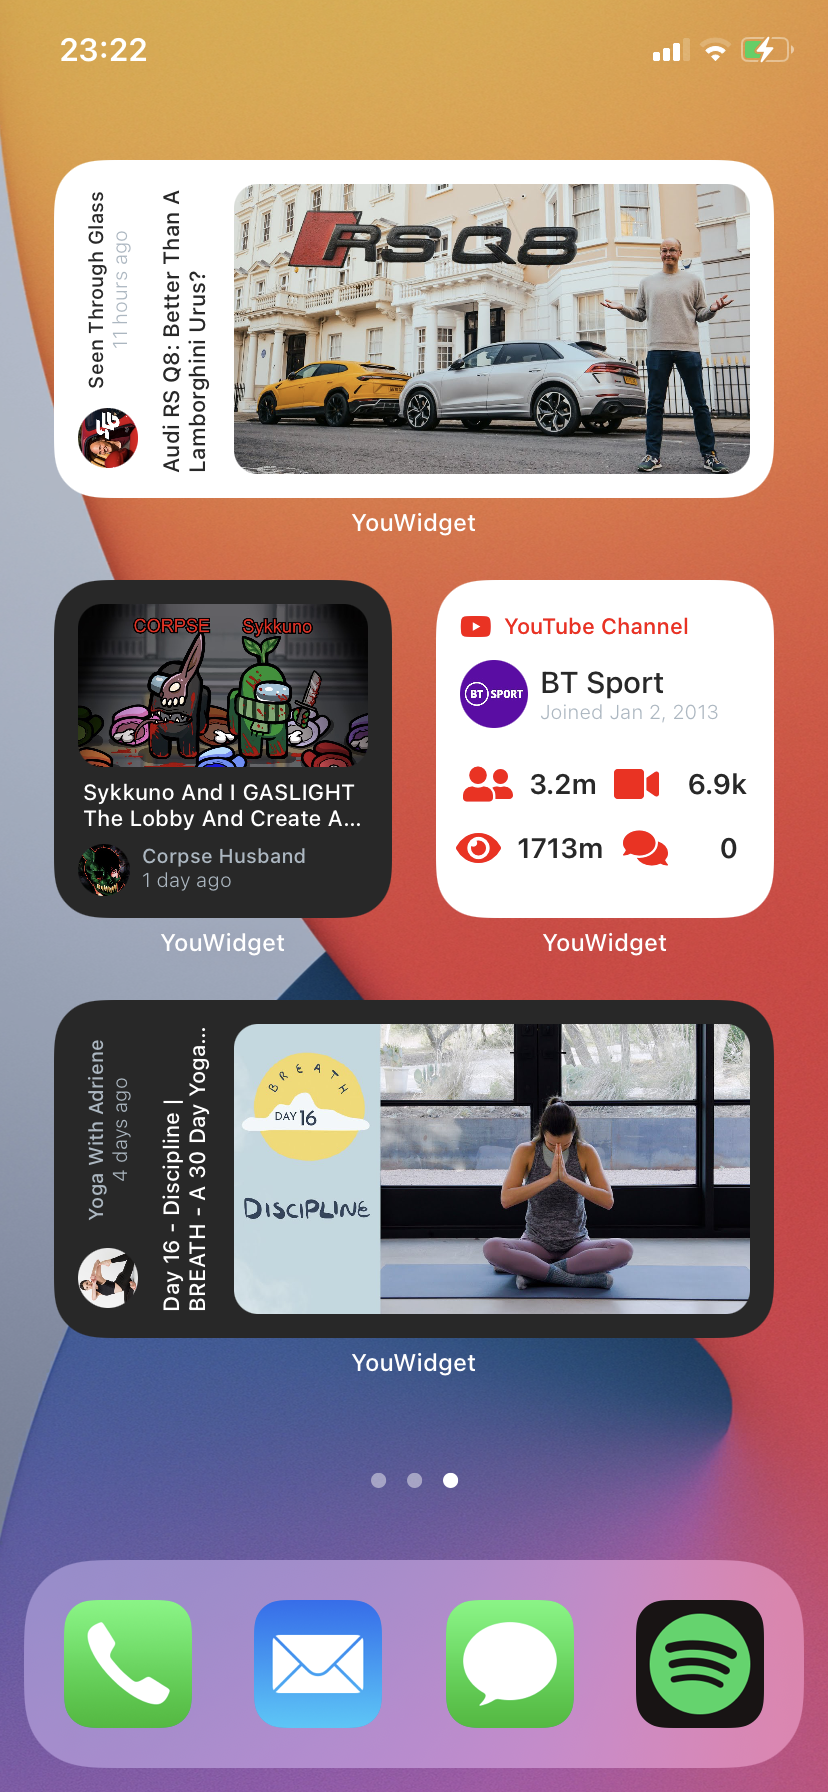 23:22
Seen Through Glass
11 hours ago
Audi RS Q8: Better Than A
Lamborghini Urus?
RS Q8
YouWidget
CORPSE Sykkuno
Sykkuno And I GASLIGHT
The Lobby And Create A...
Corpse Husband
1 day ago
YouWidget
YouTube Channel
BT SPORT
BT Sport
Joined Jan 2, 2013
3.2m 6.9k
1713m 0
YouWidget
Yoga With Adriene
4 days ago
Day 16 - Discipline |
BREATH - A 30 Day Yoga...
BREATH
DAY 16
DISCIPLINE
YouWidget